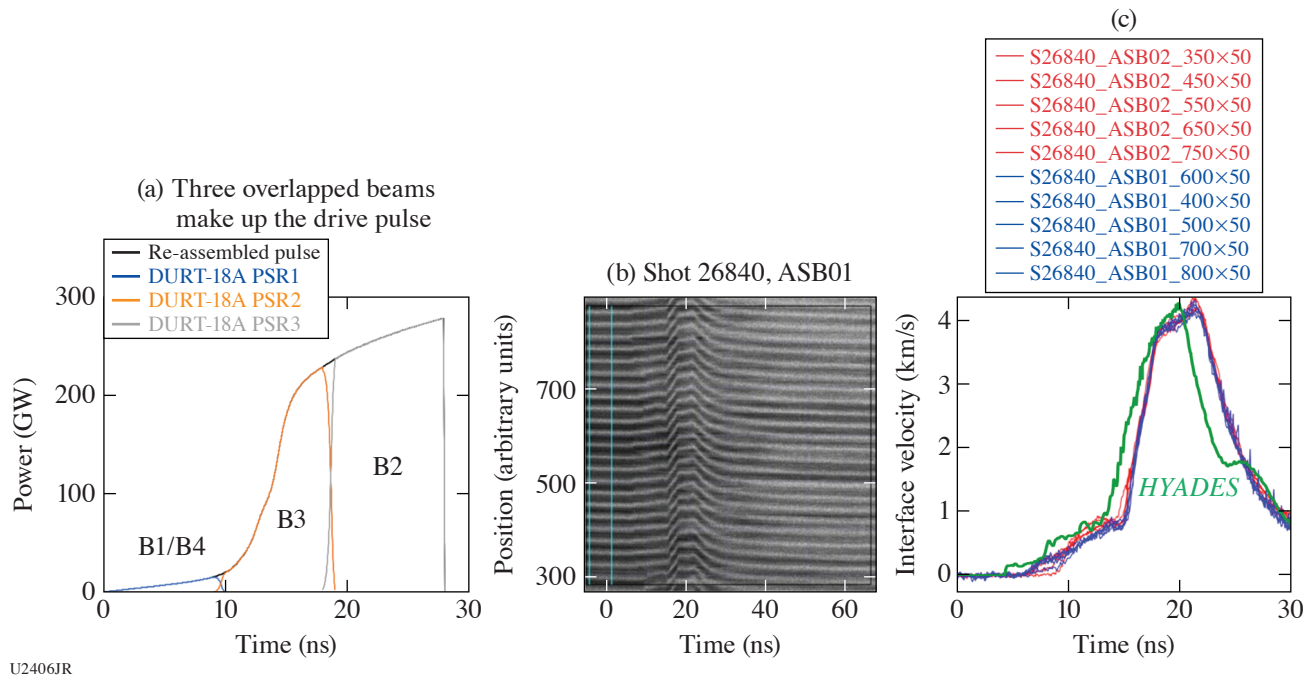 (a) Three overlapped beams
make up the drive pulse
Re-assembled pulse
DURT-18A PSR1
DURT-18A PSR2
DURT-18A PSR3
300
200
100
0
Power (GW)
B1/B4
B3
B2
0
10
20
30
Time (ns)
(b) Shot 26840, ASB01
Position (arbitrary units)
700
500
300
0
20
40
60
Time (ns)
(c)
S26840_ASB02_350×50
S26840_ASB02_450×50
S26840_ASB02_550×50
S26840_ASB02_650×50
S26840_ASB02_750×50
S26840_ASB01_600×50
S26840_ASB01_400×50
S26840_ASB01_500×50
S26840_ASB01_700×50
S26840_ASB01_800×50
Interface velocity (km/s)
4
3
2
1
0
HYADES
0
10
20
30
Time (ns)
U2406JR